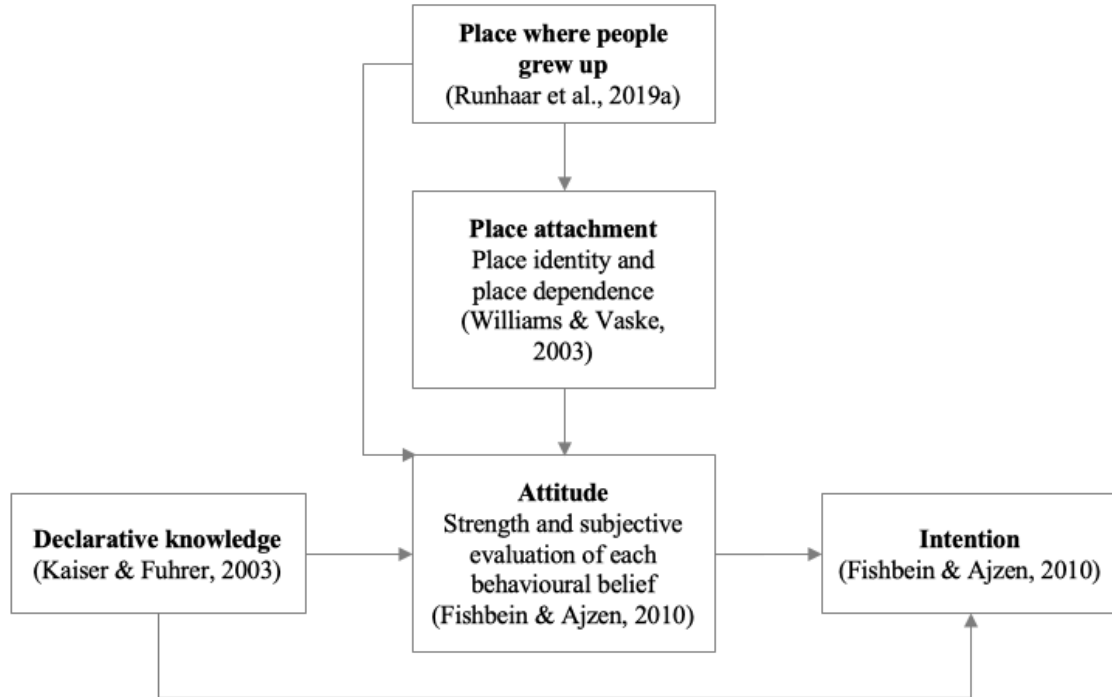 Place where people
grew up
(Runhaar et al., 2019a)
Place attachment
Place identity and
place dependence
(Williams & Vaske,
2003)
Declarative knowledge
(Kaiser & Fuhrer, 2003)
Attitude
Strength and subjective
evaluation of each
behavioural belief
(Fishbein & Ajzen, 2010)
Intention
(Fishbein & Ajzen, 2010)